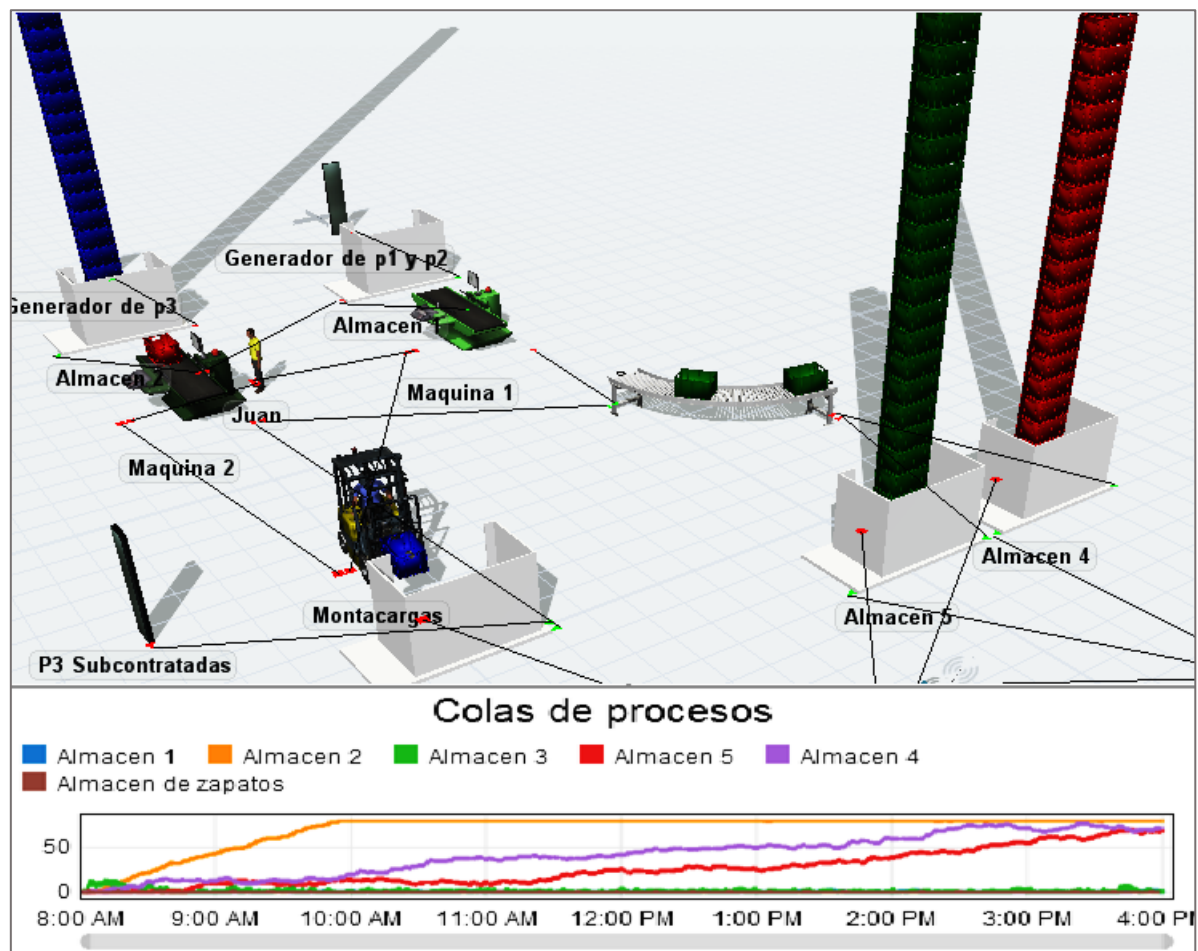 Generador de p1 y p2
Generador de p3
Almacen 1
Almacen 2
Juan
Maquina 1
Maquina 2
Almacen 4
Almacen 5
Montacargas
P3 Subcontratadas
Colas de procesos
Almacen 1 Almacen 2 Almacen 3 Almacen 5 Almacen 4
Almacen de zapatos
50
0
8:00 AM 9:00 AM 10:00 AM 11:00 AM 12:00 PM 1:00 PM 2:00 PM 3:00 PM 4:00 P